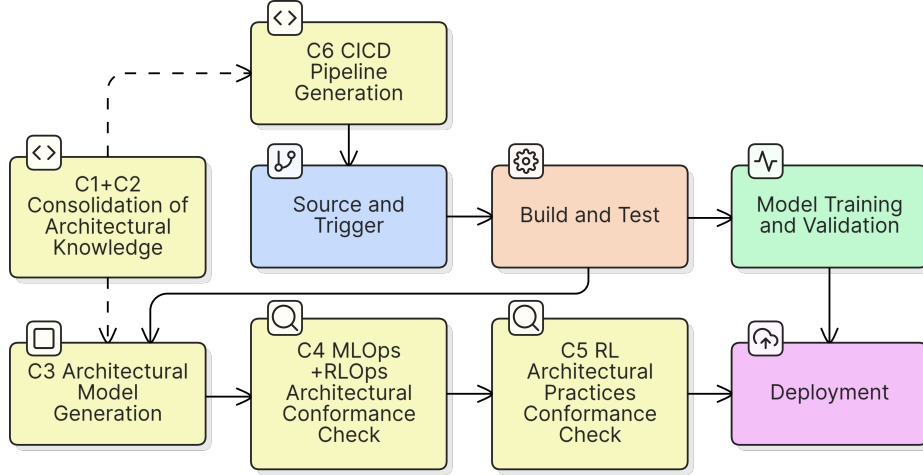 C6 CICD
Pipeline
Generation
C1+C2
Consolidation of
Architectural
Knowledge
Source and
Trigger
Build and Test
Model Training
and Validation
C3 Architectural
Model
Generation
C4 MLOps
+RLOps
Architectural
Conformance
Check
C5 RL
Architectural
Practices
Conformance
Check
Deployment